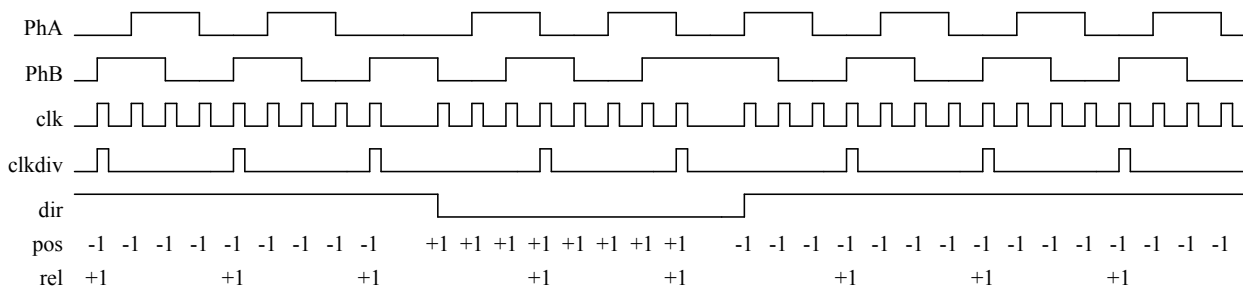 PhA
PhB
clk
clkdiv
dir
pos -1 -1 -1 -1 -1 -1 -1 -1 -1 +1 +1 +1 +1 +1 +1 +1 +1 -1 -1 -1 -1 -1 -1 -1 -1 -1 -1 -1 -1 -1 -1 -1
rel +1 +1 +1 +1 +1 +1 +1 +1